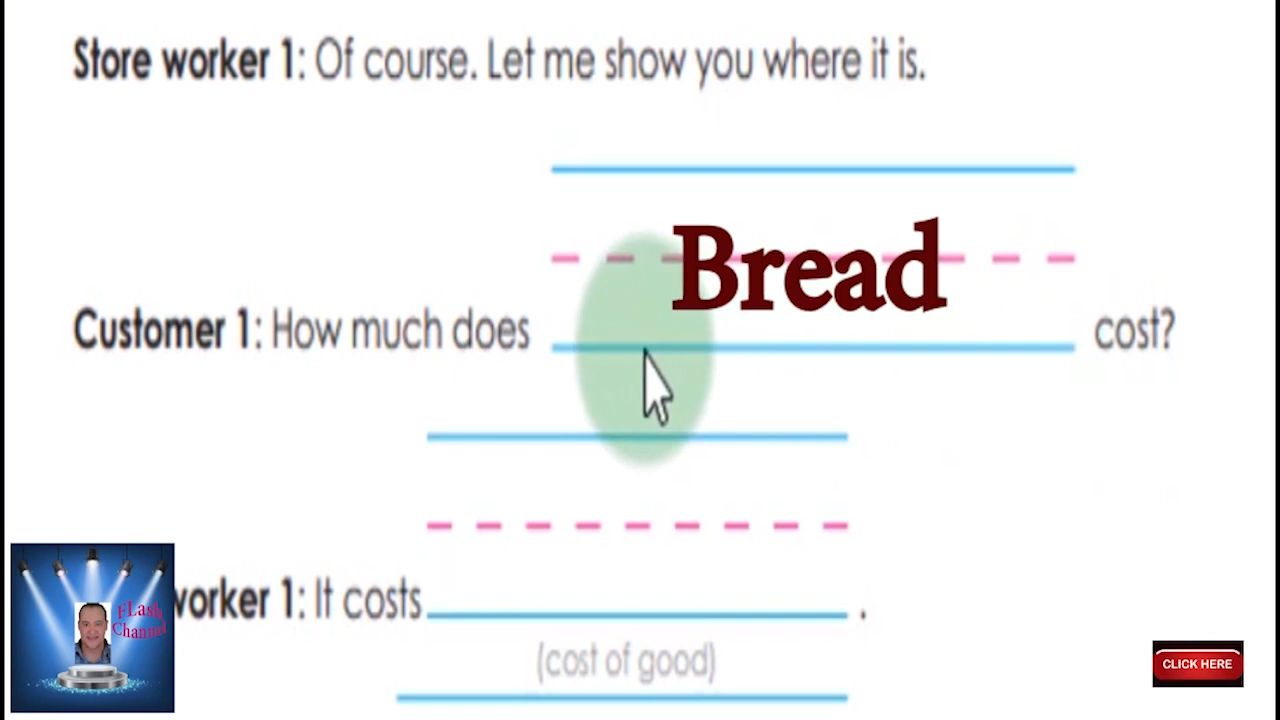 Store worker 1: Of course. Let me show you where it is.
Bread
Customer 1: How much does cost?
worker 1: It costs .
(cost of good)
FLash
Channel
CLICK HERE